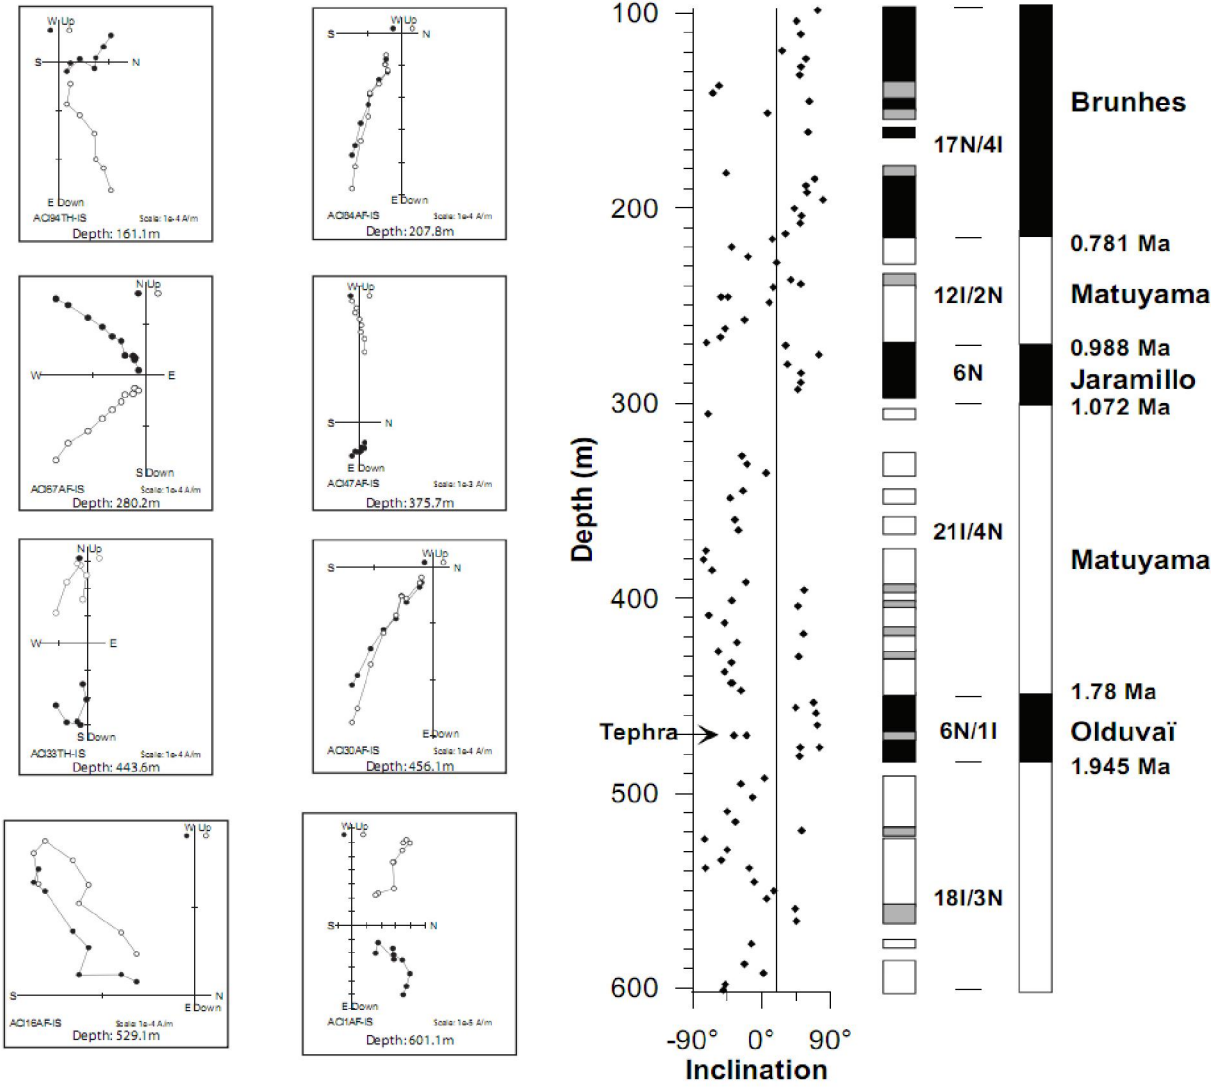 W Up
S N
E Down
ACI94TH-IS Scale: 1e-4 A/m
Depth: 161.1m
W Up
S N
E Down
ACI84AF-IS Scale: 1e-4 A/m
Depth: 207.8m
N Up
W E
S Down
ACI67AF-IS Scale: 1e-4 A/m
Depth: 280.2m
W Up
S N
E Down
ACI47AF-IS Scale: 1e-3 A/m
Depth: 375.7m
N Up
W E
S Down
ACI33TH-IS Scale: 1e-4 A/m
Depth: 443.6m
W Up
S N
E Down
ACI30AF-IS Scale: 1e-4 A/m
Depth: 456.1m
W Up
S N
E Down
ACI16AF-IS Scale: 1e-4 A/m
Depth: 529.1m
W Up
S N
E Down
ACI1AF-IS Scale: 1e-5 A/m
Depth: 601.1m
Depth (m)
100
200
300
400
500
600
Tephra
-90° 0° 90°
Inclination
17N/4I
12I/2N
6N
21I/4N
6N/1I
18I/3N
Brunhes
0.781 Ma
Matuyama
0.988 Ma
Jaramillo
1.072 Ma
Matuyama
1.78 Ma
Olduvaï
1.945 Ma